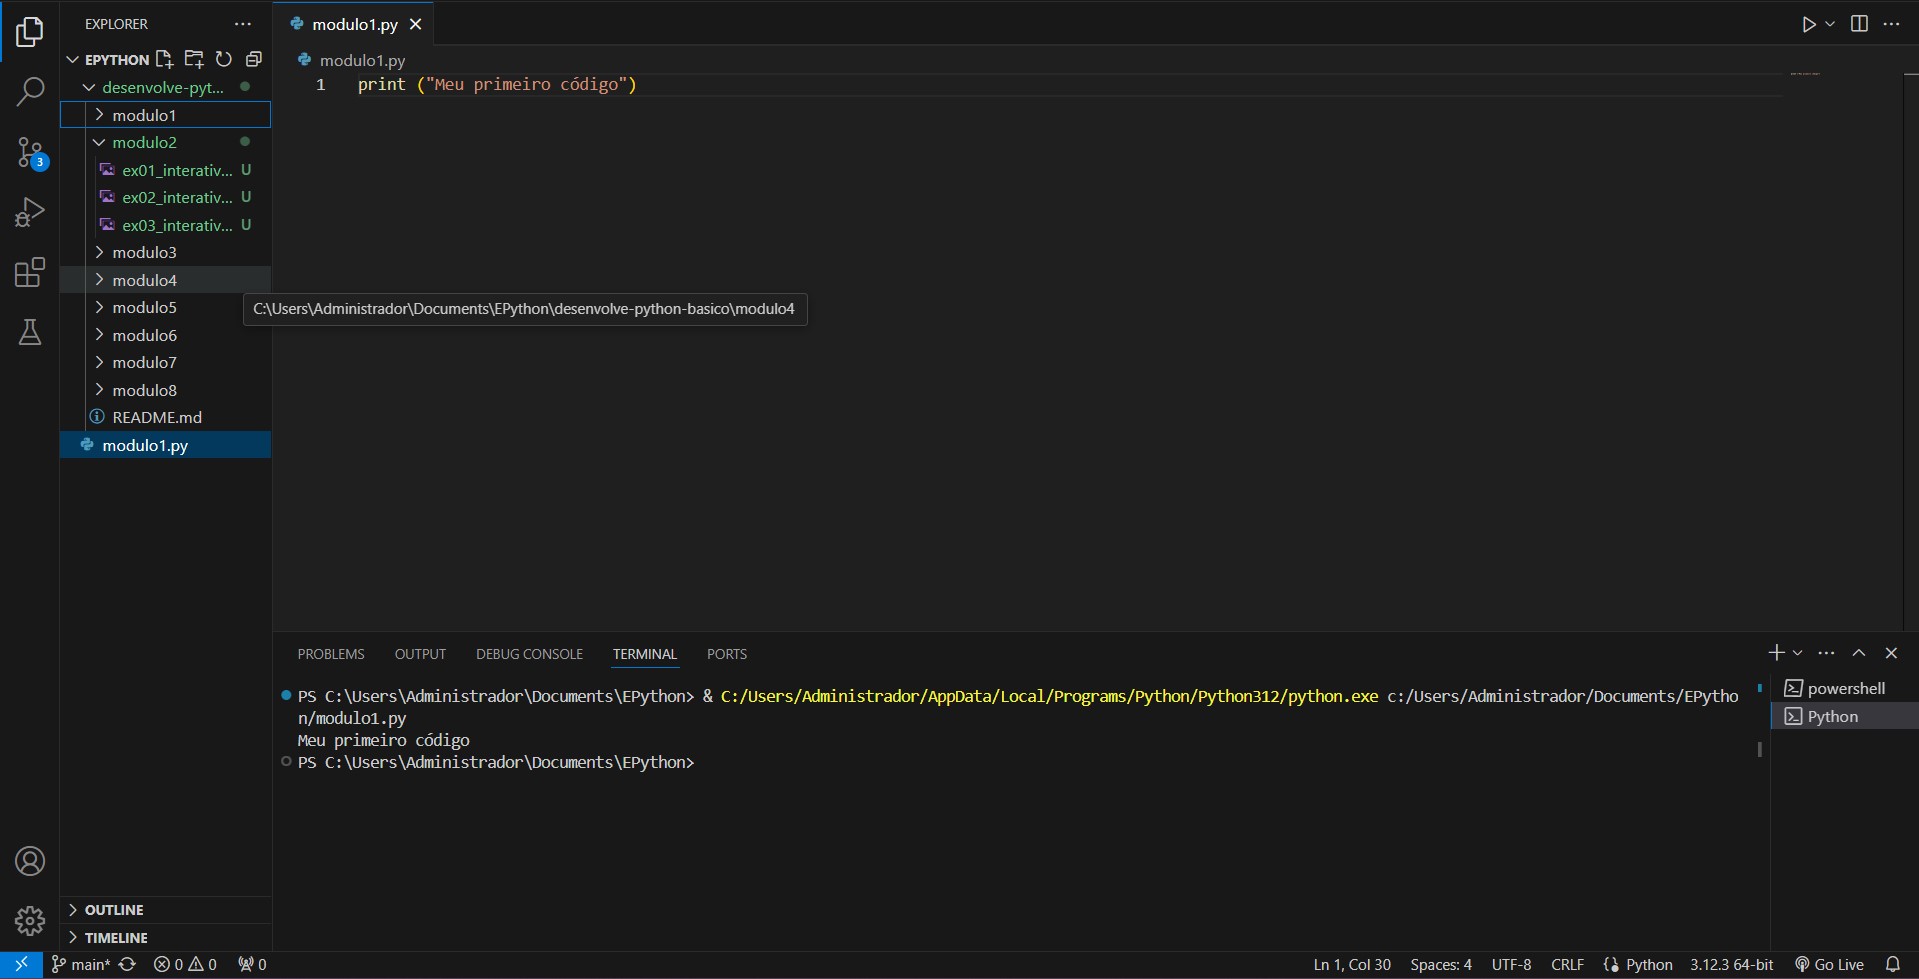 EXPLORER
EPYTHON
desenvolve-pyt...
modulo1
modulo2
ex01_interativ... U
ex02_interativ... U
ex03_interativ... U
modulo3
modulo4
modulo5
modulo6
modulo7
modulo8
README.md
modulo1.py
OUTLINE
TIMELINE
3
modulo1.py
modulo1.py
1 print ("Meu primeiro código")
C:\Users\Administrador\Documents\EPython\desenvolve-python-basico\modulo4
PROBLEMS OUTPUT DEBUG CONSOLE TERMINAL PORTS
PS C:\Users\Administrador\Documents\EPython> & C:/Users/Administrador/AppData/Local/Programs/Python/Python312/python.exe c:/Users/Administrador/Documents/EPytho
n/modulo1.py
Meu primeiro código
PS C:\Users\Administrador\Documents\EPython>
powershell
Python
main* 0 0 0 Ln 1, Col 30 Spaces: 4 UTF-8 CRLF Python 3.12.3 64-bit Go Live